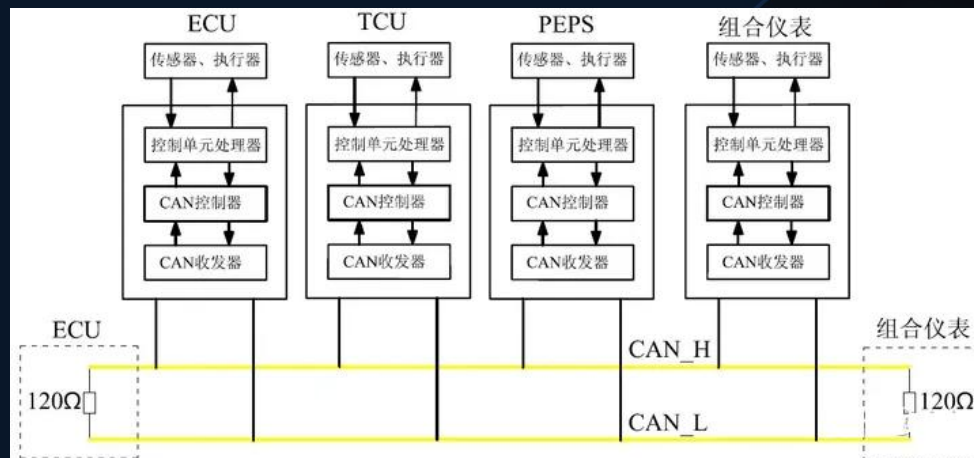 ECU TCU PEPS 组合仪表
传感器、执行器 传感器、执行器 传感器、执行器 传感器、执行器
控制单元处理器 控制单元处理器 控制单元处理器 控制单元处理器
CAN控制器 CAN控制器 CAN控制器 CAN控制器
CAN收发器 CAN收发器 CAN收发器 CAN收发器
ECU 组合仪表
CAN_H
120Ω 120Ω
CAN_L